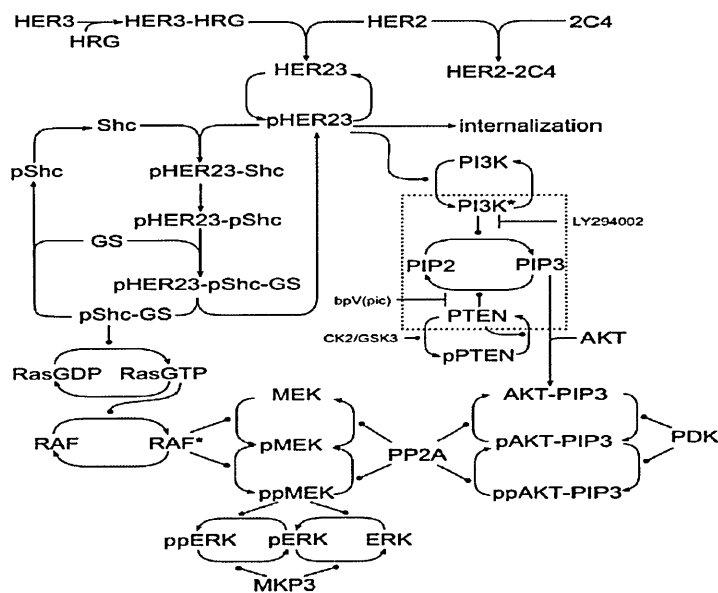 HER3 HER3-HRG HER2 2C4
HRG
HER23 HER2-2C4
pHER23 internalization
Shc
pShc pHER23-Shc PI3K
pHER23-pShc PI3K*
LY294002
GS
PIP2 PIP3
pHER23-pShc-GS
bpV(pic)
pShc-GS PTEN
CK2/GSK3 AKT
pPTEN
RasGDP RasGTP
MEK AKT-PIP3
RAF RAF* pMEK PP2A pAKT-PIP3 PDK
ppMEK ppAKT-PIP3
ppERK pERK ERK
MKP3